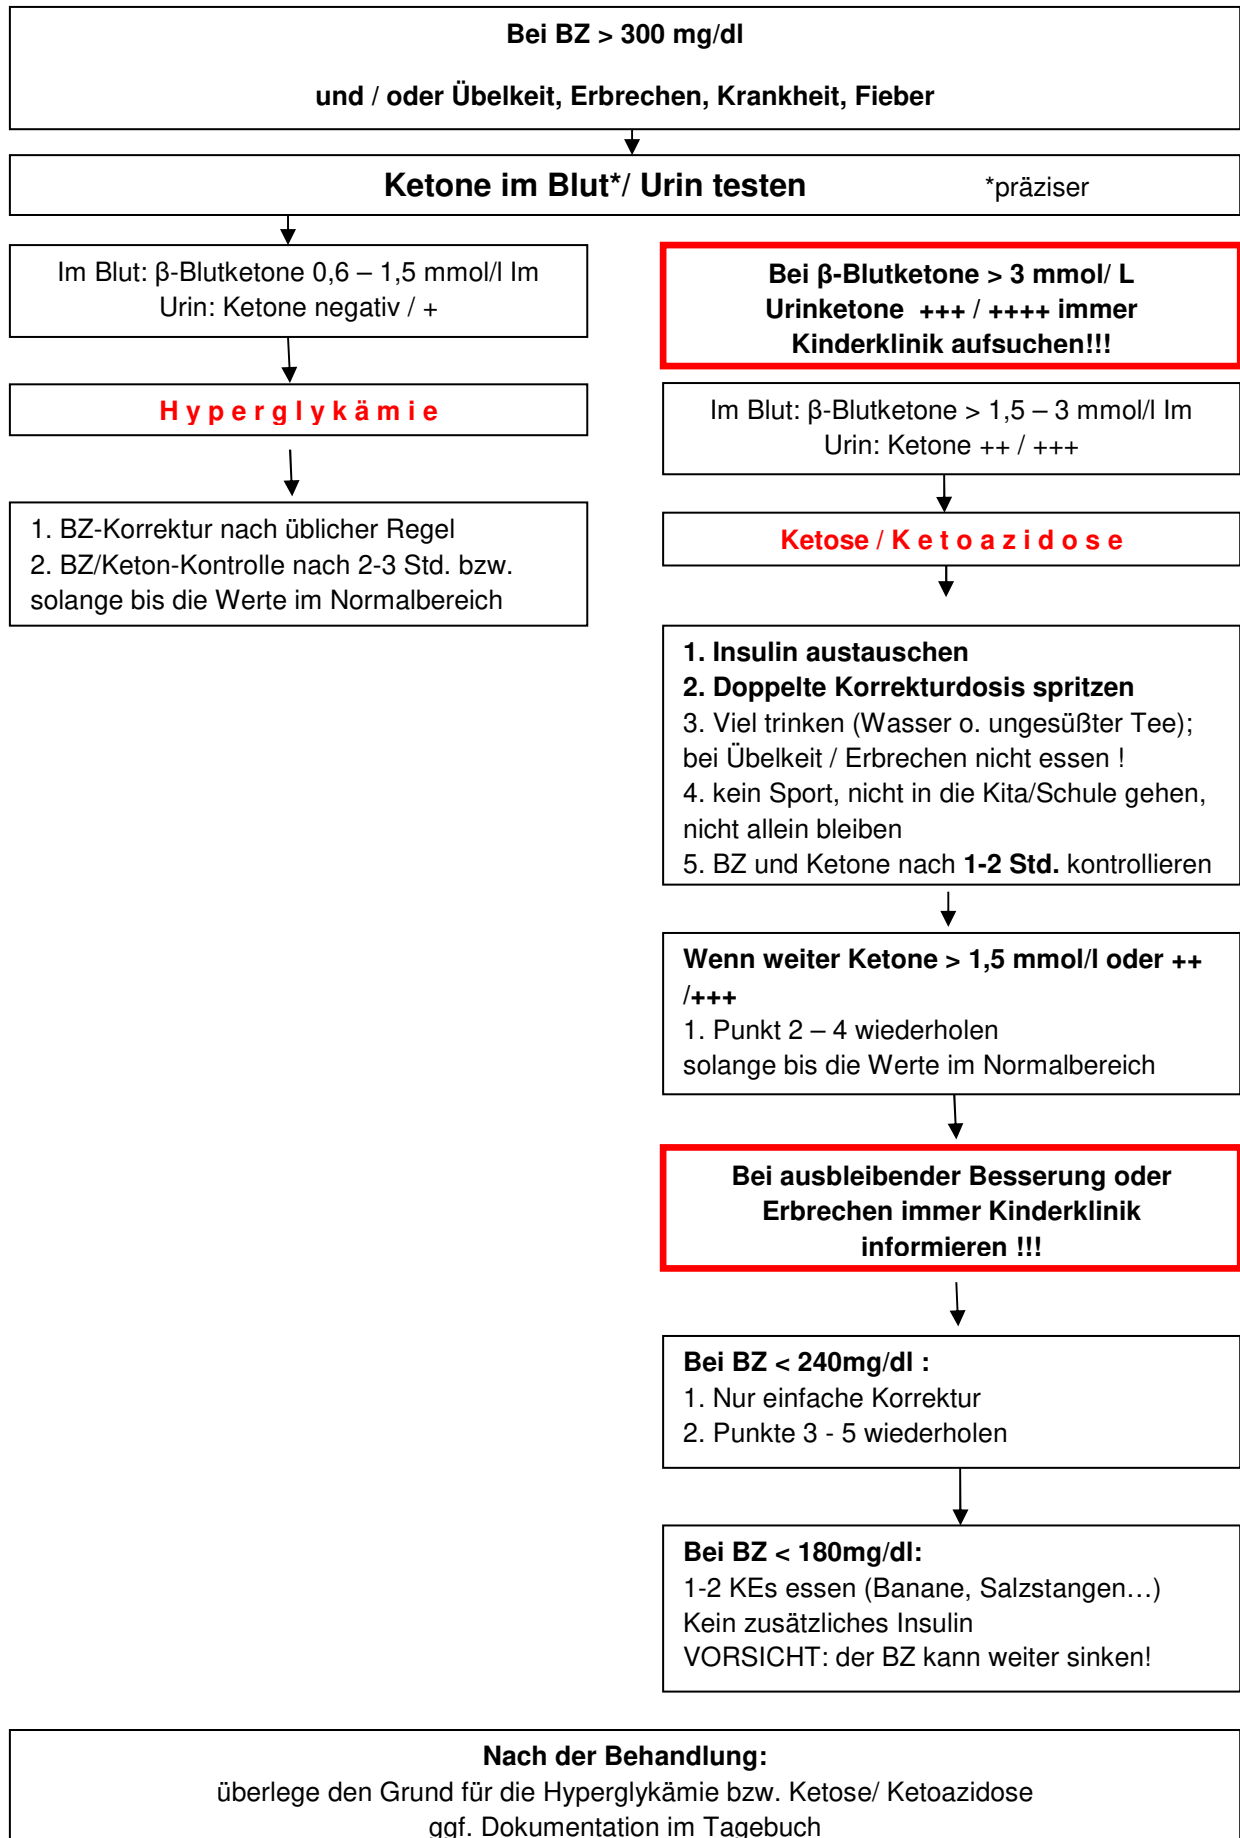 Bei BZ > 300 mg/dl
und / oder Übelkeit, Erbrechen, Krankheit, Fieber
Ketone im Blut*/ Urin testen *präziser
Im Blut: β-Blutketone 0,6 – 1,5 mmol/l Im
Urin: Ketone negativ / +
H y p e r g l y k ä m i e
1. BZ-Korrektur nach üblicher Regel
2. BZ/Keton-Kontrolle nach 2-3 Std. bzw.
solange bis die Werte im Normalbereich
Bei β-Blutketone > 3 mmol/ L
Urinketone +++ / ++++ immer
Kinderklinik aufsuchen!!!
Im Blut: β-Blutketone > 1,5 – 3 mmol/l Im
Urin: Ketone ++ / +++
Ketose / K e t o a z i d o s e
1. Insulin austauschen
2. Doppelte Korrekturdosis spritzen
3. Viel trinken (Wasser o. ungesüßter Tee);
bei Übelkeit / Erbrechen nicht essen !
4. kein Sport, nicht in die Kita/Schule gehen,
nicht allein bleiben
5. BZ und Ketone nach 1-2 Std. kontrollieren
Wenn weiter Ketone > 1,5 mmol/l oder ++
/+++
1. Punkt 2 – 4 wiederholen
solange bis die Werte im Normalbereich
Bei ausbleibender Besserung oder
Erbrechen immer Kinderklinik
informieren !!!
Bei BZ < 240mg/dl :
1. Nur einfache Korrektur
2. Punkte 3 - 5 wiederholen
Bei BZ < 180mg/dl:
1-2 KEs essen (Banane, Salzstangen…)
Kein zusätzliches Insulin
VORSICHT: der BZ kann weiter sinken!
Nach der Behandlung:
überlege den Grund für die Hyperglykämie bzw. Ketose/ Ketoazidose
ggf. Dokumentation im Tagebuch